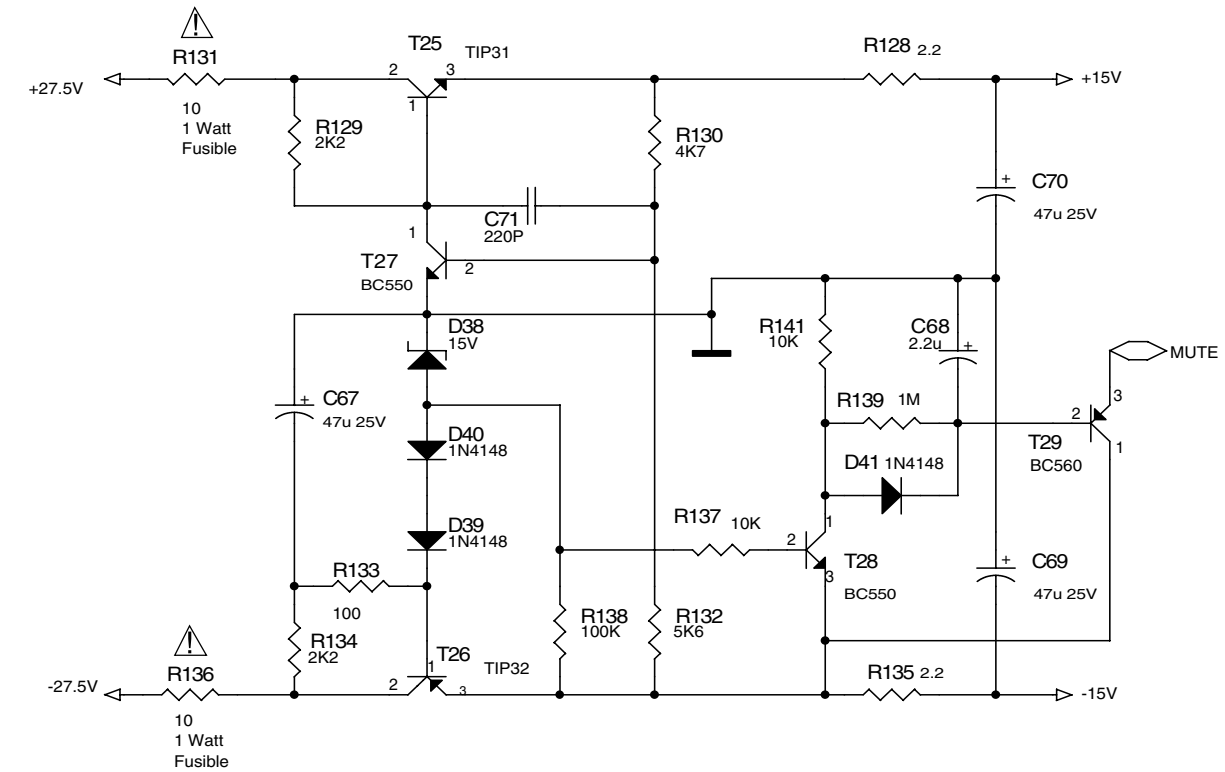 R131
T25
TIP31
R128 2.2
+27.5V
2
3
+15V
1
10
1 Watt
Fusible
R129
2K2
R130
4K7
C70
+
47u 25V
C71
220P
1
T27
2
BC550
D38
15V
R141
10K
C68
2.2u
+
MUTE
C67
+
47u 25V
R139 1M
3
2
T29
BC560
1
D40
1N4148
D41 1N4148
R137 10K
1
2
D39
1N4148
T28
3
BC550
C69
+
47u 25V
R133
100
R138
100K
R132
5K6
R134
2K2
T26
1
TIP32
R136
-27.5V
2
3
R135 2.2
-15V
10
1 Watt
Fusible